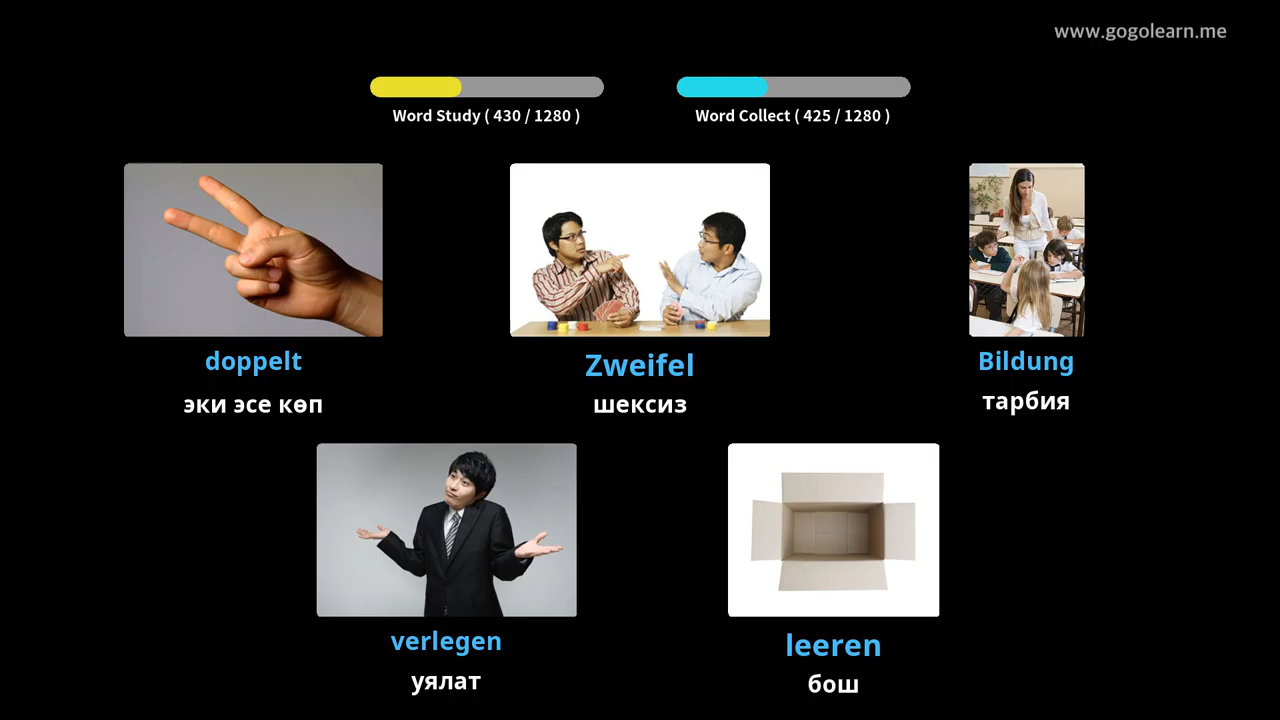 www.gogolearn.me
Word Study ( 430 / 1280 )
Word Collect ( 425 / 1280 )
doppelt
эки эсе көп
Zweifel
шексиз
Bildung
тарбия
verlegen
уялат
leeren
бош